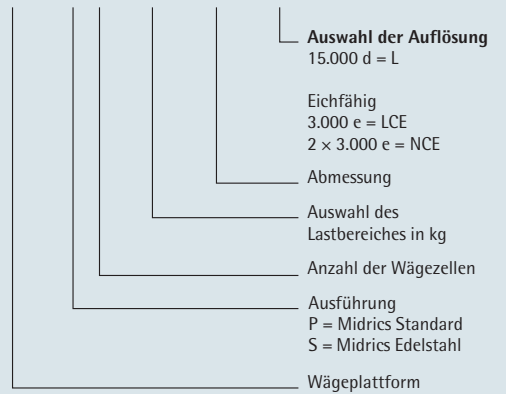 Auswahl der Auflösung
15.000 d = L
Eichfähig
3.000 e = LCE
2 × 3.000 e = NCE
Abmessung
Auswahl des
Lastbereiches in kg
Anzahl der Wägezellen
Ausführung
P = Midrics Standard
S = Midrics Edelstahl
Wägeplattform